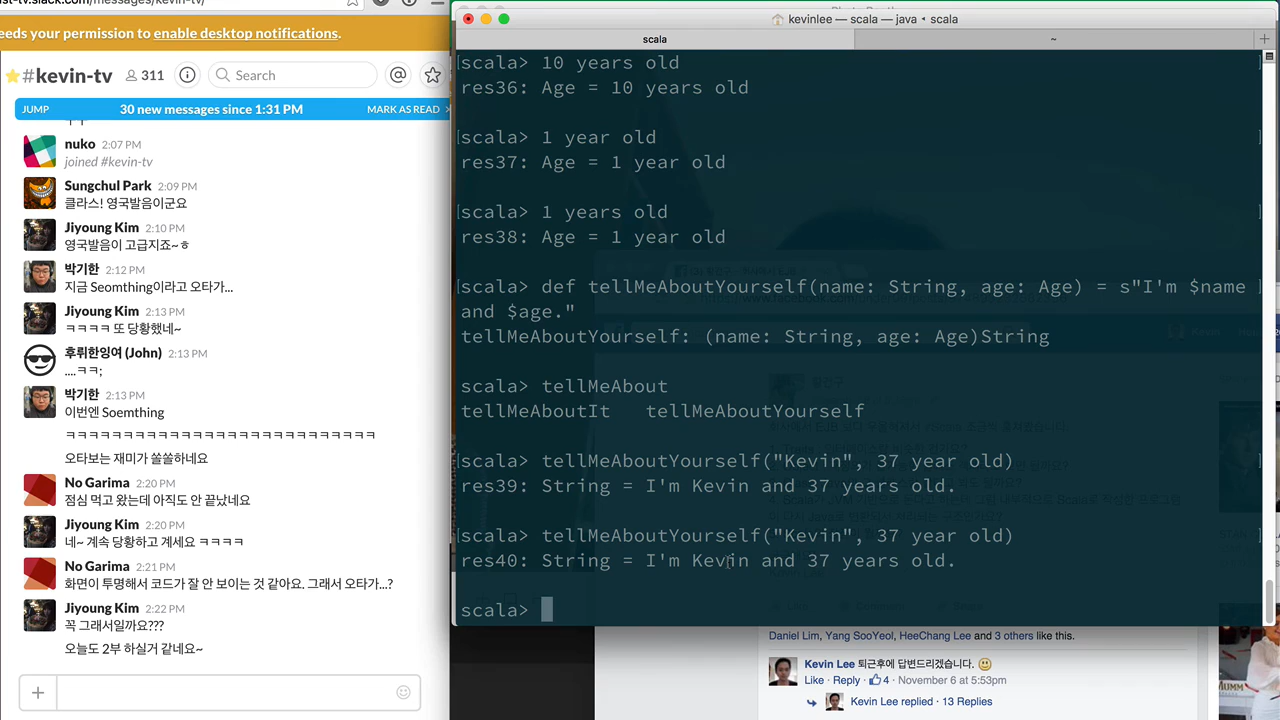 st-tv.slack.com/messages/kevin-tv/
eeds your permission to enable desktop notifications.
#kevin-tv
311
Search
JUMP
30 new messages since 1:31 PM
MARK AS READ
nuko 2:07 PM
joined #kevin-tv
Sungchul Park 2:09 PM
클라스! 영국발음이군요
Jiyoung Kim 2:10 PM
영국발음이 고급지죠~ㅎ
박기한 2:12 PM
지금 Seomthing이라고 오타가...
Jiyoung Kim 2:13 PM
ㅋㅋㅋㅋ 또 당황했네~
후뤼한잉여 (John) 2:13 PM
....ㅋㅋ;
박기한 2:13 PM
이번엔 Soemthing
ㅋㅋㅋㅋㅋㅋㅋㅋㅋㅋㅋㅋㅋㅋㅋㅋㅋㅋㅋㅋㅋㅋㅋㅋㅋㅋㅋ
오타보는 재미가 쏠쏠하네요
No Garima 2:20 PM
점심 먹고 왔는데 아직도 안 끝났네요
Jiyoung Kim 2:20 PM
네~ 계속 당황하고 계세요 ㅋㅋㅋㅋ
No Garima 2:21 PM
화면이 투명해서 코드가 잘 안 보이는 것 같아요. 그래서 오타가...?
Jiyoung Kim 2:22 PM
꼭 그래서일까요???
오늘도 2부 하실거 같네요~
kevinlee — scala — java • scala
scala
~
scala> 10 years old
res36: Age = 10 years old
scala> 1 year old
res37: Age = 1 year old
scala> 1 years old
res38: Age = 1 year old
scala> def tellMeAboutYourself(name: String, age: Age) = s"I'm $name
and $age."
tellMeAboutYourself: (name: String, age: Age)String
scala> tellMeAbout
tellMeAboutIt tellMeAboutYourself
scala> tellMeAboutYourself("Kevin", 37 year old)
res39: String = I'm Kevin and 37 years old.
scala> tellMeAboutYourself("Kevin", 37 year old)
res40: String = I'm Kevin and 37 years old.
scala>
Daniel Lim, Yang SooYeol, HeeChang Lee and 3 others like this.
Kevin Lee 퇴근후에 답변드리겠습니다.
Like · Reply · 4 · November 6 at 5:53pm
Kevin Lee replied · 13 Replies